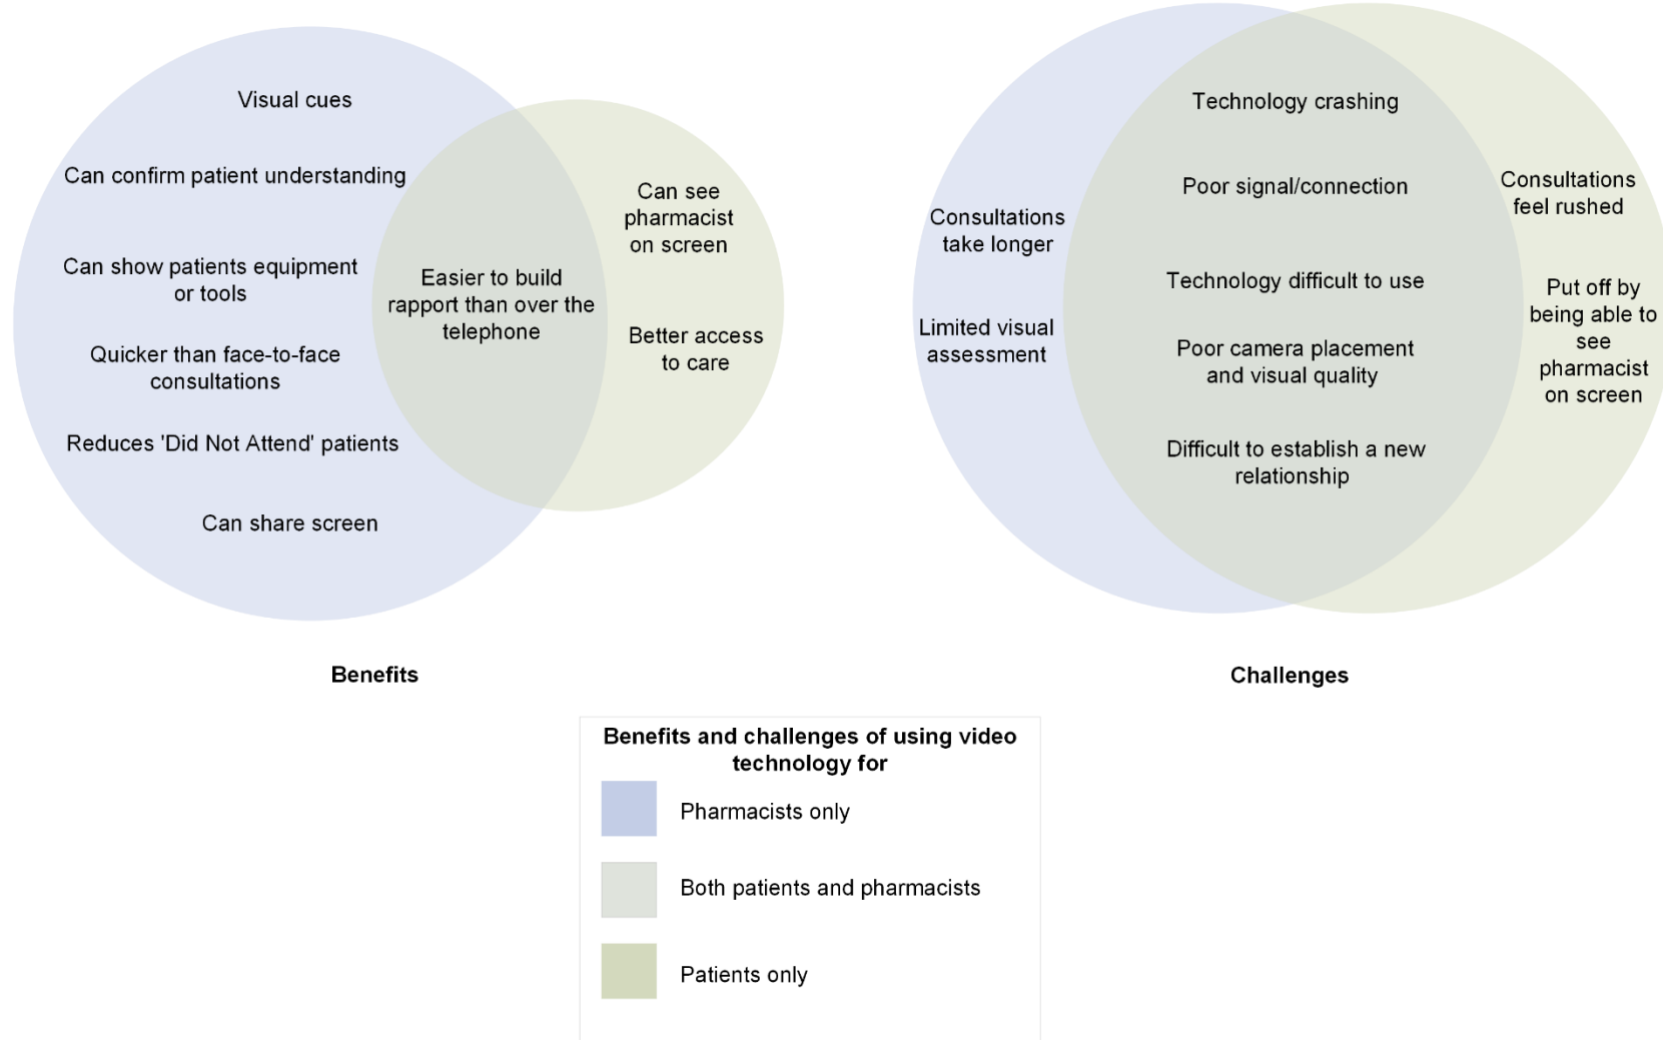 Visual cues
Can confirm patient understanding
Can show patients equipment
or tools
Quicker than face-to-face
consultations
Reduces 'Did Not Attend' patients
Can share screen
Easier to build
rapport than over the
telephone
Can see
pharmacist
on screen
Better access
to care
Benefits
Consultations
take longer
Limited visual
assessment
Technology crashing
Poor signal/connection
Technology difficult to use
Poor camera placement
and visual quality
Difficult to establish a new
relationship
Consultations
feel rushed
Put off by
being able to
see
pharmacist
on screen
Challenges
Benefits and challenges of using video
technology for
Pharmacists only
Both patients and pharmacists
Patients only